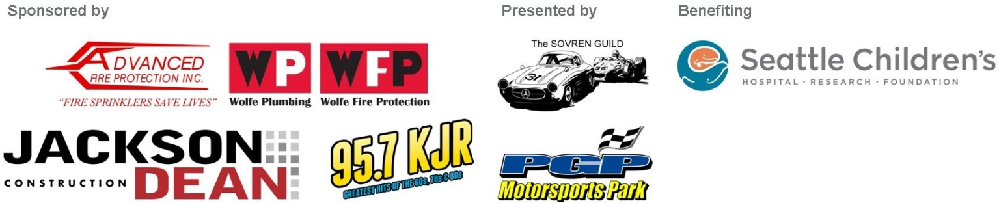 Sponsored by
ADVANCED
FIRE PROTECTION INC.
"FIRE SPRINKLERS SAVE LIVES"
WP
Wolfe Plumbing
WFP
Wolfe Fire Protection
JACKSON
CONSTRUCTION DEAN
95.7 KJR
GREATEST HITS OF THE 60s, 70s & 80s
Presented by
The SOVREN GUILD
31
PGP
Motorsports Park
Benefiting
Seattle Children's
HOSPITAL · RESEARCH · FOUNDATION